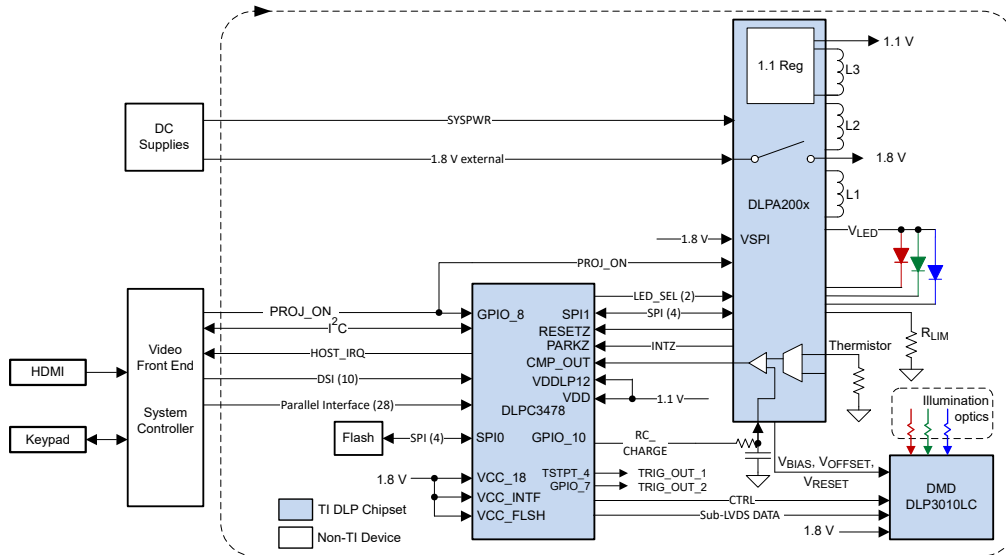 1.1 V
1.1 Reg
L3
DC
Supplies
SYSPWR
L2
1.8 V external
1.8 V
L1
DLPA200x
1.8 V
VSPI
VLED
PROJ_ON
PROJ_ON
GPIO_8
LED_SEL (2)
I2C
SPI1
SPI (4)
RESETZ
Video
Front End
HOST_IRQ
PARKZ
INTZ
RLIM
HDMI
CMP_OUT
Thermistor
DSI (10)
VDDLP12
System
Controller
Parallel Interface (28)
VDD
1.1 V
DLPC3478
Illumination
optics
Keypad
Flash
SPI (4)
SPI0
GPIO_10
RC_
CHARGE
VBIAS, VOFFSET,
VRESET
1.8 V
VCC_18
TSTPT_4
TRIG_OUT_1
GPIO_7
TRIG_OUT_2
VCC_INTF
CTRL
DMD
DLP3010LC
TI DLP Chipset
VCC_FLSH
Sub-LVDS DATA
Non-TI Device
1.8 V